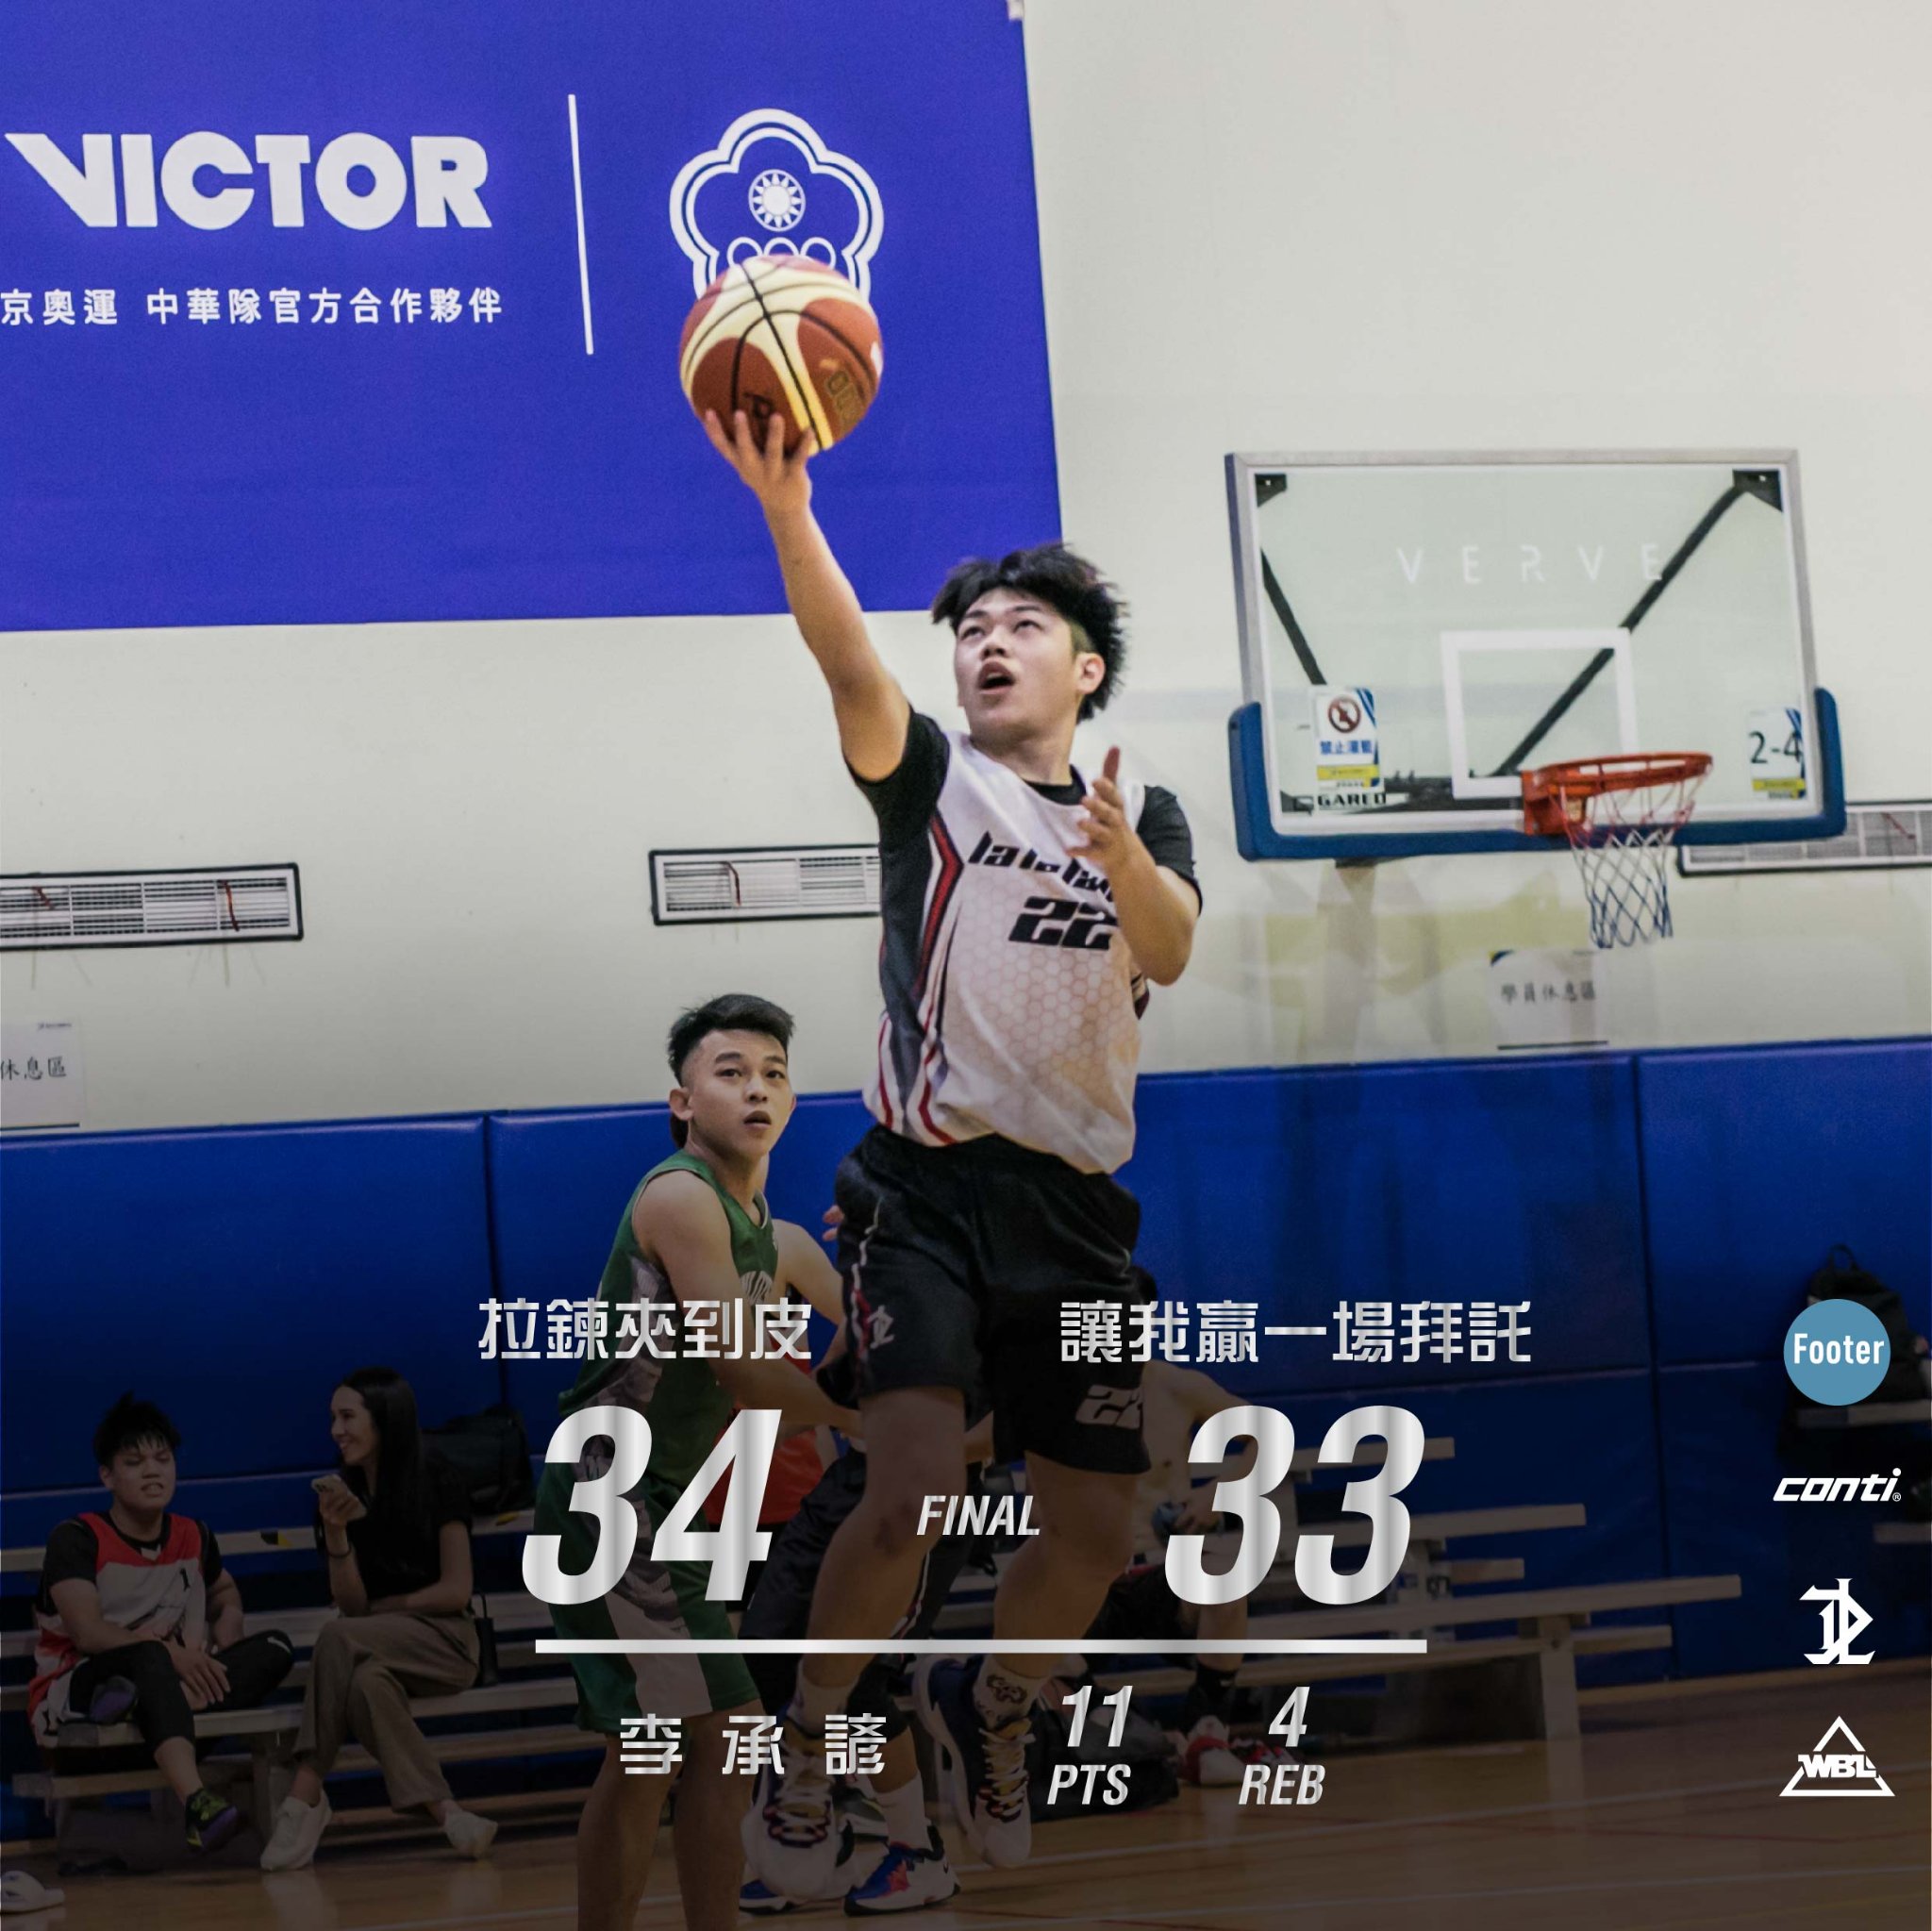 VICTOR
京奧運 中華隊官方合作夥伴
VERVE
禁止灌籃
2-4
GARED
22
學員休息區
休息區
拉鍊夾到皮
讓我贏一場拜託
34
FINAL
33
22
1
李承諺
11
PTS
4
REB
Footer
conti®
WBL